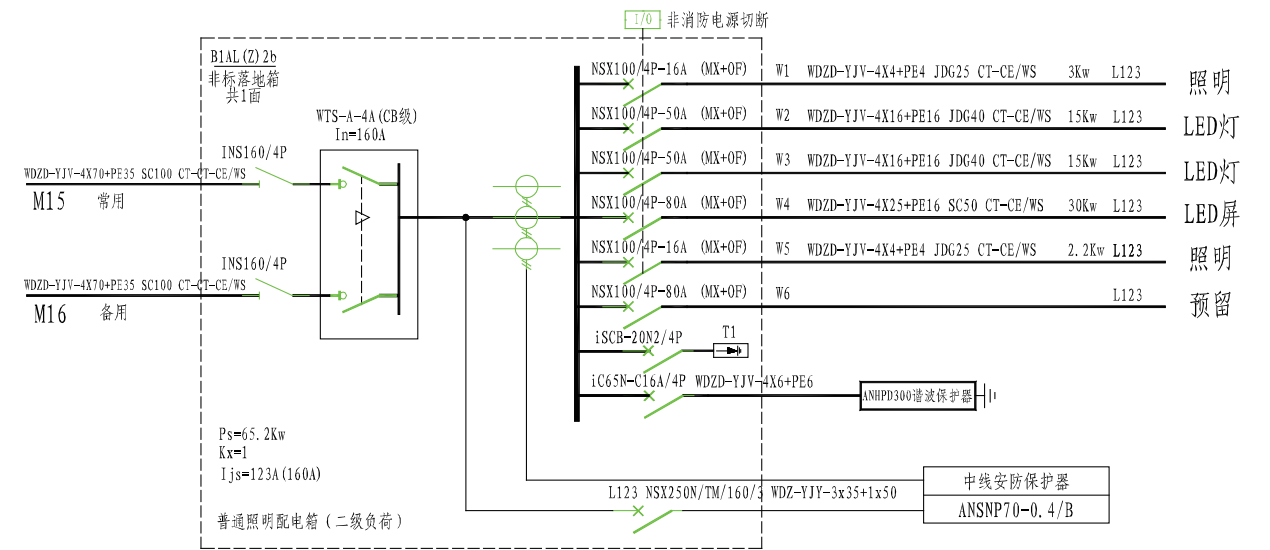 I/O 非消防电源切断
B1AL(Z)2b
非标落地箱
共1面
WTS-A-4A(CB级)
In=160A
INS160/4P
WDZD-YJV-4X70+PE35 SC100 CT-CT-CE/WS
M15 常用
INS160/4P
WDZD-YJV-4X70+PE35 SC100 CT-CT-CE/WS
M16 备用
NSX100/4P-16A (MX+OF) W1 WDZD-YJV-4X4+PE4 JDG25 CT-CE/WS 3Kw L123 照明
NSX100/4P-50A (MX+OF) W2 WDZD-YJV-4X16+PE16 JDG40 CT-CE/WS 15Kw L123 LED灯
NSX100/4P-50A (MX+OF) W3 WDZD-YJV-4X16+PE16 JDG40 CT-CE/WS 15Kw L123 LED灯
NSX100/4P-80A (MX+OF) W4 WDZD-YJV-4X25+PE16 SC50 CT-CE/WS 30Kw L123 LED屏
NSX100/4P-16A (MX+OF) W5 WDZD-YJV-4X4+PE4 JDG25 CT-CE/WS 2.2Kw L123 照明
NSX100/4P-80A (MX+OF) W6 L123 预留
iSCB-20N2/4P T1
iC65N-C16A/4P WDZD-YJV-4X6+PE6 ANHPD300谐波保护器
Ps=65.2Kw
Kx=1
Ijs=123A(160A)
普通照明配电箱(二级负荷)
L123 NSX250N/TM/160/3 WDZ-YJY-3x35+1x50
中线安防保护器
ANSNP70-0.4/B